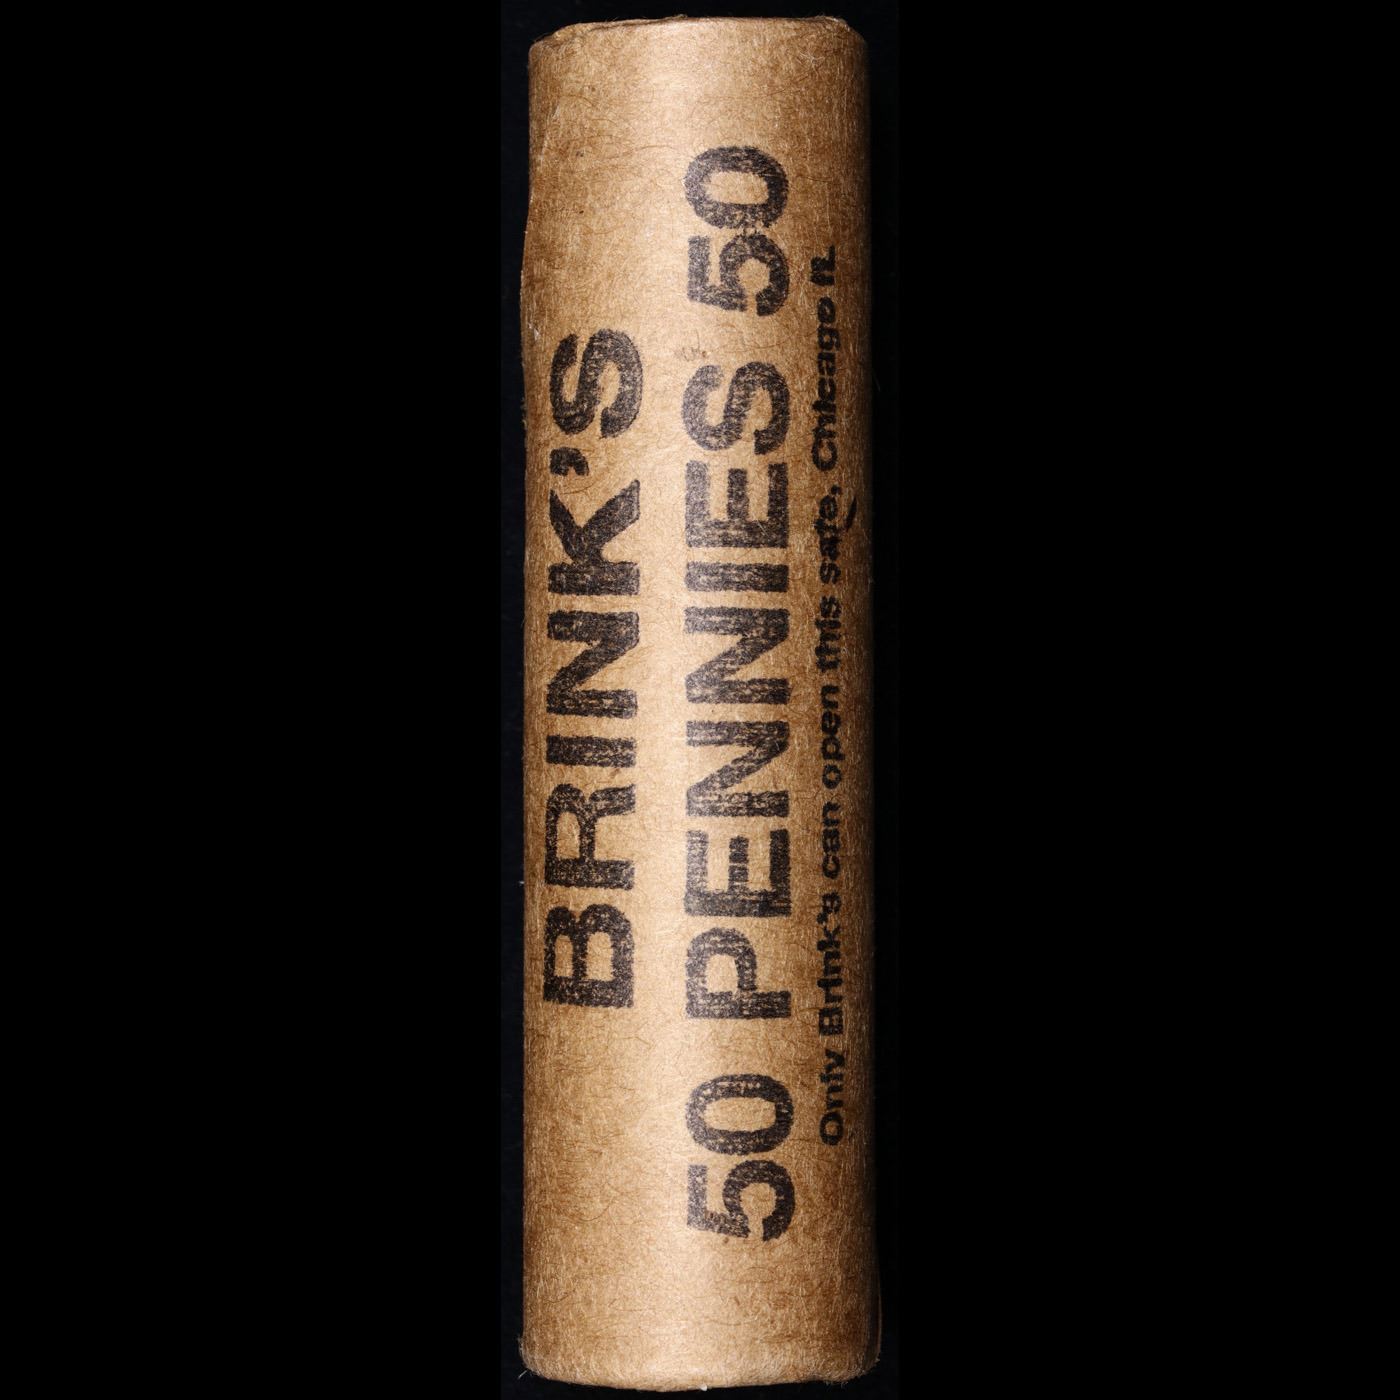 BRINK'S
50 PENNIES 50
Only Brink's can open this safe, Chicago IL